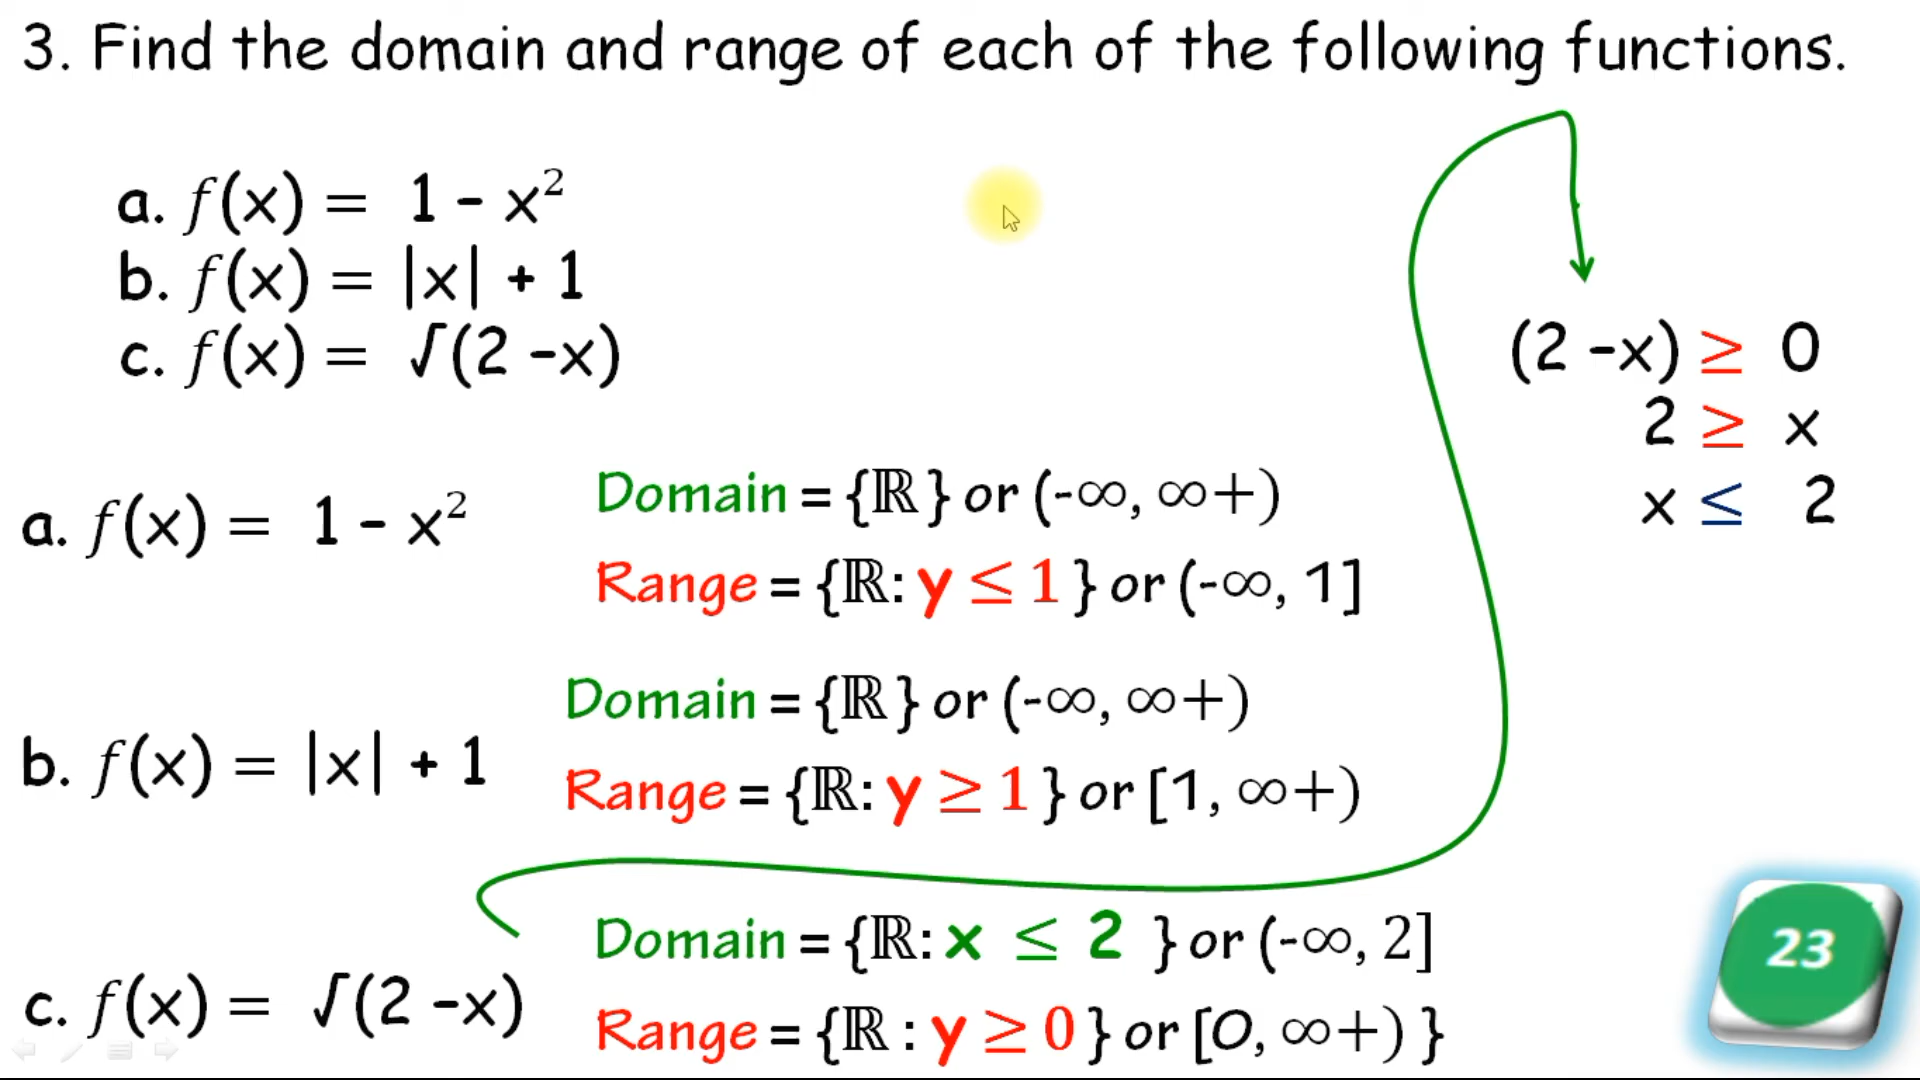 3. Find the domain and range of each of the following functions.
a. f(x) = 1 - x²
b. f(x) = |x| + 1
c. f(x) = √(2 -x)
(2 -x) ≥ 0
2 ≥ x
x ≤ 2
a. f(x) = 1 - x²
Domain = {ℝ} or (-∞, ∞+)
Range = {ℝ: y ≤ 1 } or (-∞, 1]
b. f(x) = |x| + 1
Domain = {ℝ} or (-∞, ∞+)
Range = {ℝ: y ≥ 1 } or [1, ∞+)
c. f(x) = √(2 -x)
Domain = {ℝ: x ≤ 2 } or (-∞, 2]
Range = {ℝ : y ≥ 0 } or [0, ∞+) }
23